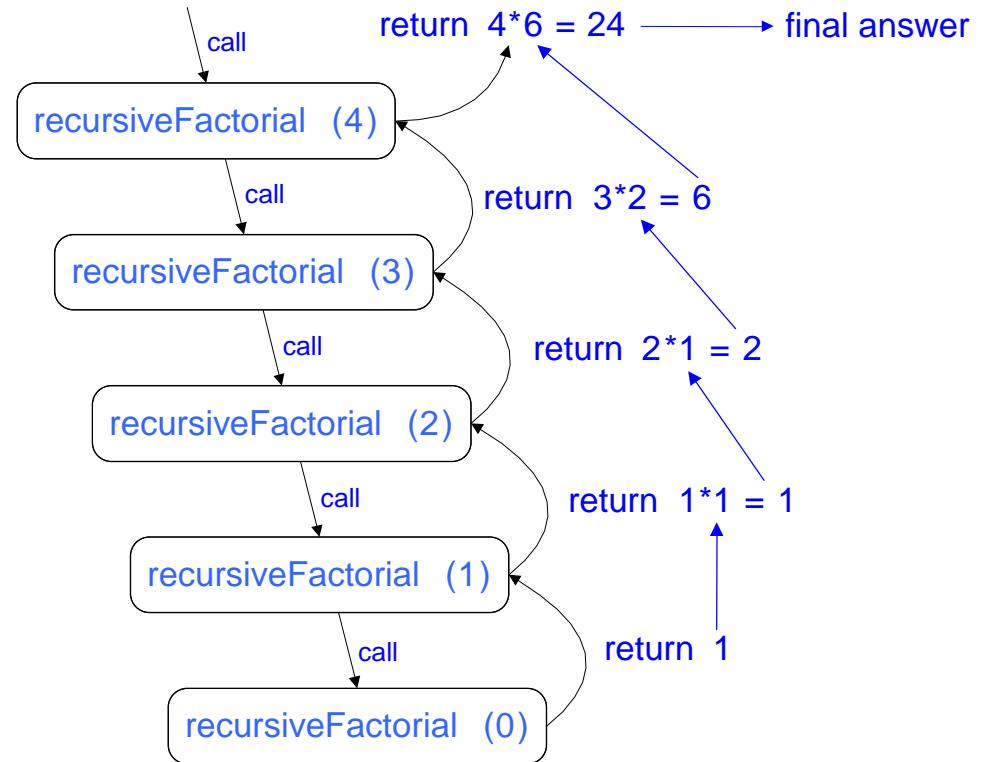 return 4*6 = 24
final answer
call
recursiveFactorial (4)
call
return 3*2 = 6
recursiveFactorial (3)
call
return 2*1 = 2
recursiveFactorial (2)
call
return 1*1 = 1
recursiveFactorial (1)
call
return 1
recursiveFactorial (0)